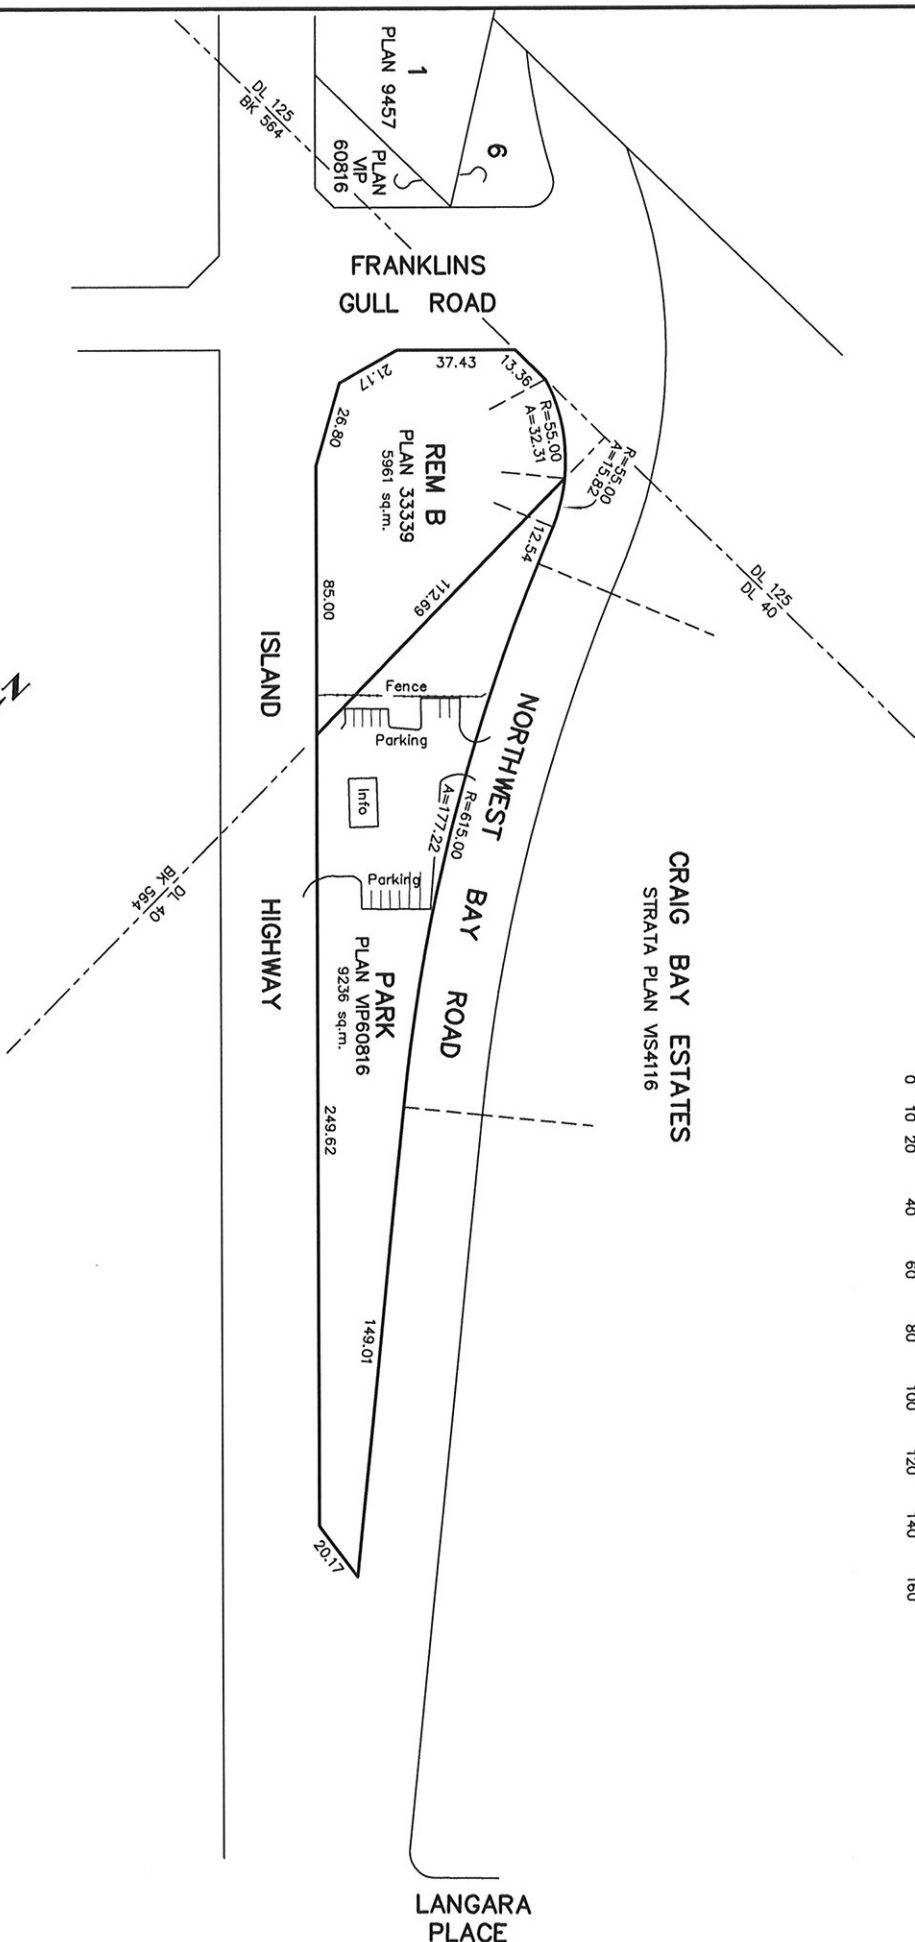 1
PLAN 9457
6
PLAN
VIP
60816
DL 125
BK 564
FRANKLINS
GULL ROAD
37.43
13.36
21.17
26.80
R=55.00
A=32.31
R=55.00
A=15.82
12.54
REM B
PLAN 33339
5961 sq.m.
85.00
112.69
DL 125
DL 40
ISLAND
HIGHWAY
Fence
Parking
Info
Parking
R=615.00
A=177.22
NORTHWEST
BAY
ROAD
DL 40
BK 564
CRAIG BAY ESTATES
STRATA PLAN VIS4116
PARK
PLAN VIP60816
9236 sq.m.
249.62
149.01
20.17
N
0
10
20
40
60
80
100
120
140
160
LANGARA
PLACE